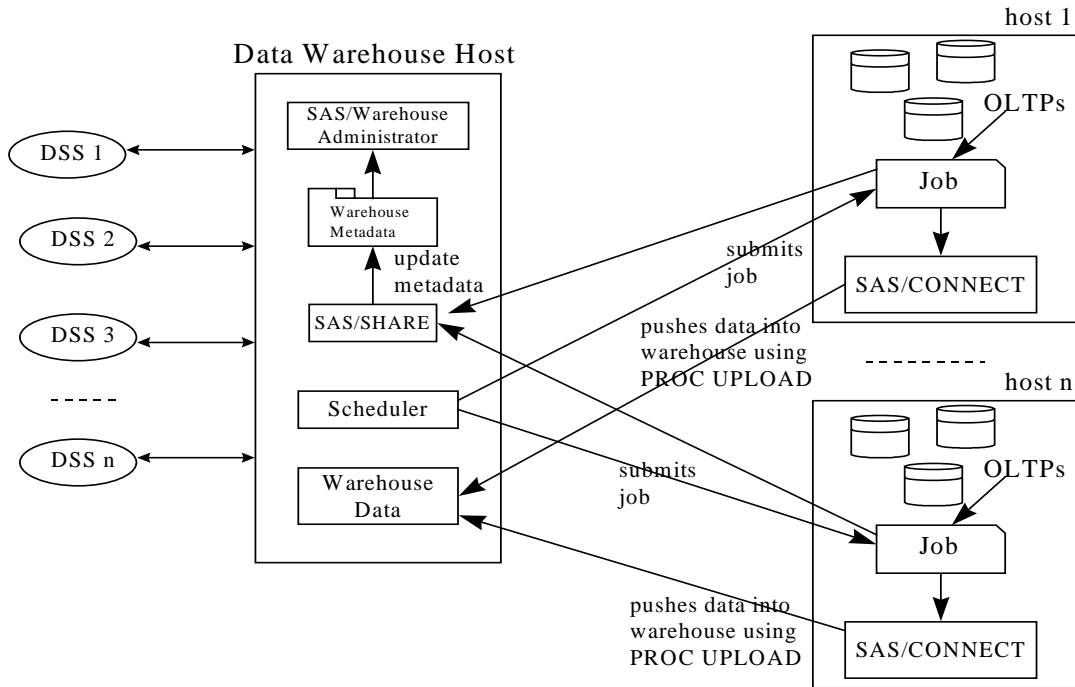 host 1
Data Warehouse Host
OLTPs
SAS/Warehouse
Administrator
DSS 1
Job
Warehouse
Metadata
DSS 2
submits
job
update
metadata
SAS/CONNECT
SAS/SHARE
DSS 3
pushes data into
warehouse using
PROC UPLOAD
host n
Scheduler
DSS n
OLTPs
submits
job
Warehouse
Data
Job
pushes data into
warehouse using
PROC UPLOAD
SAS/CONNECT